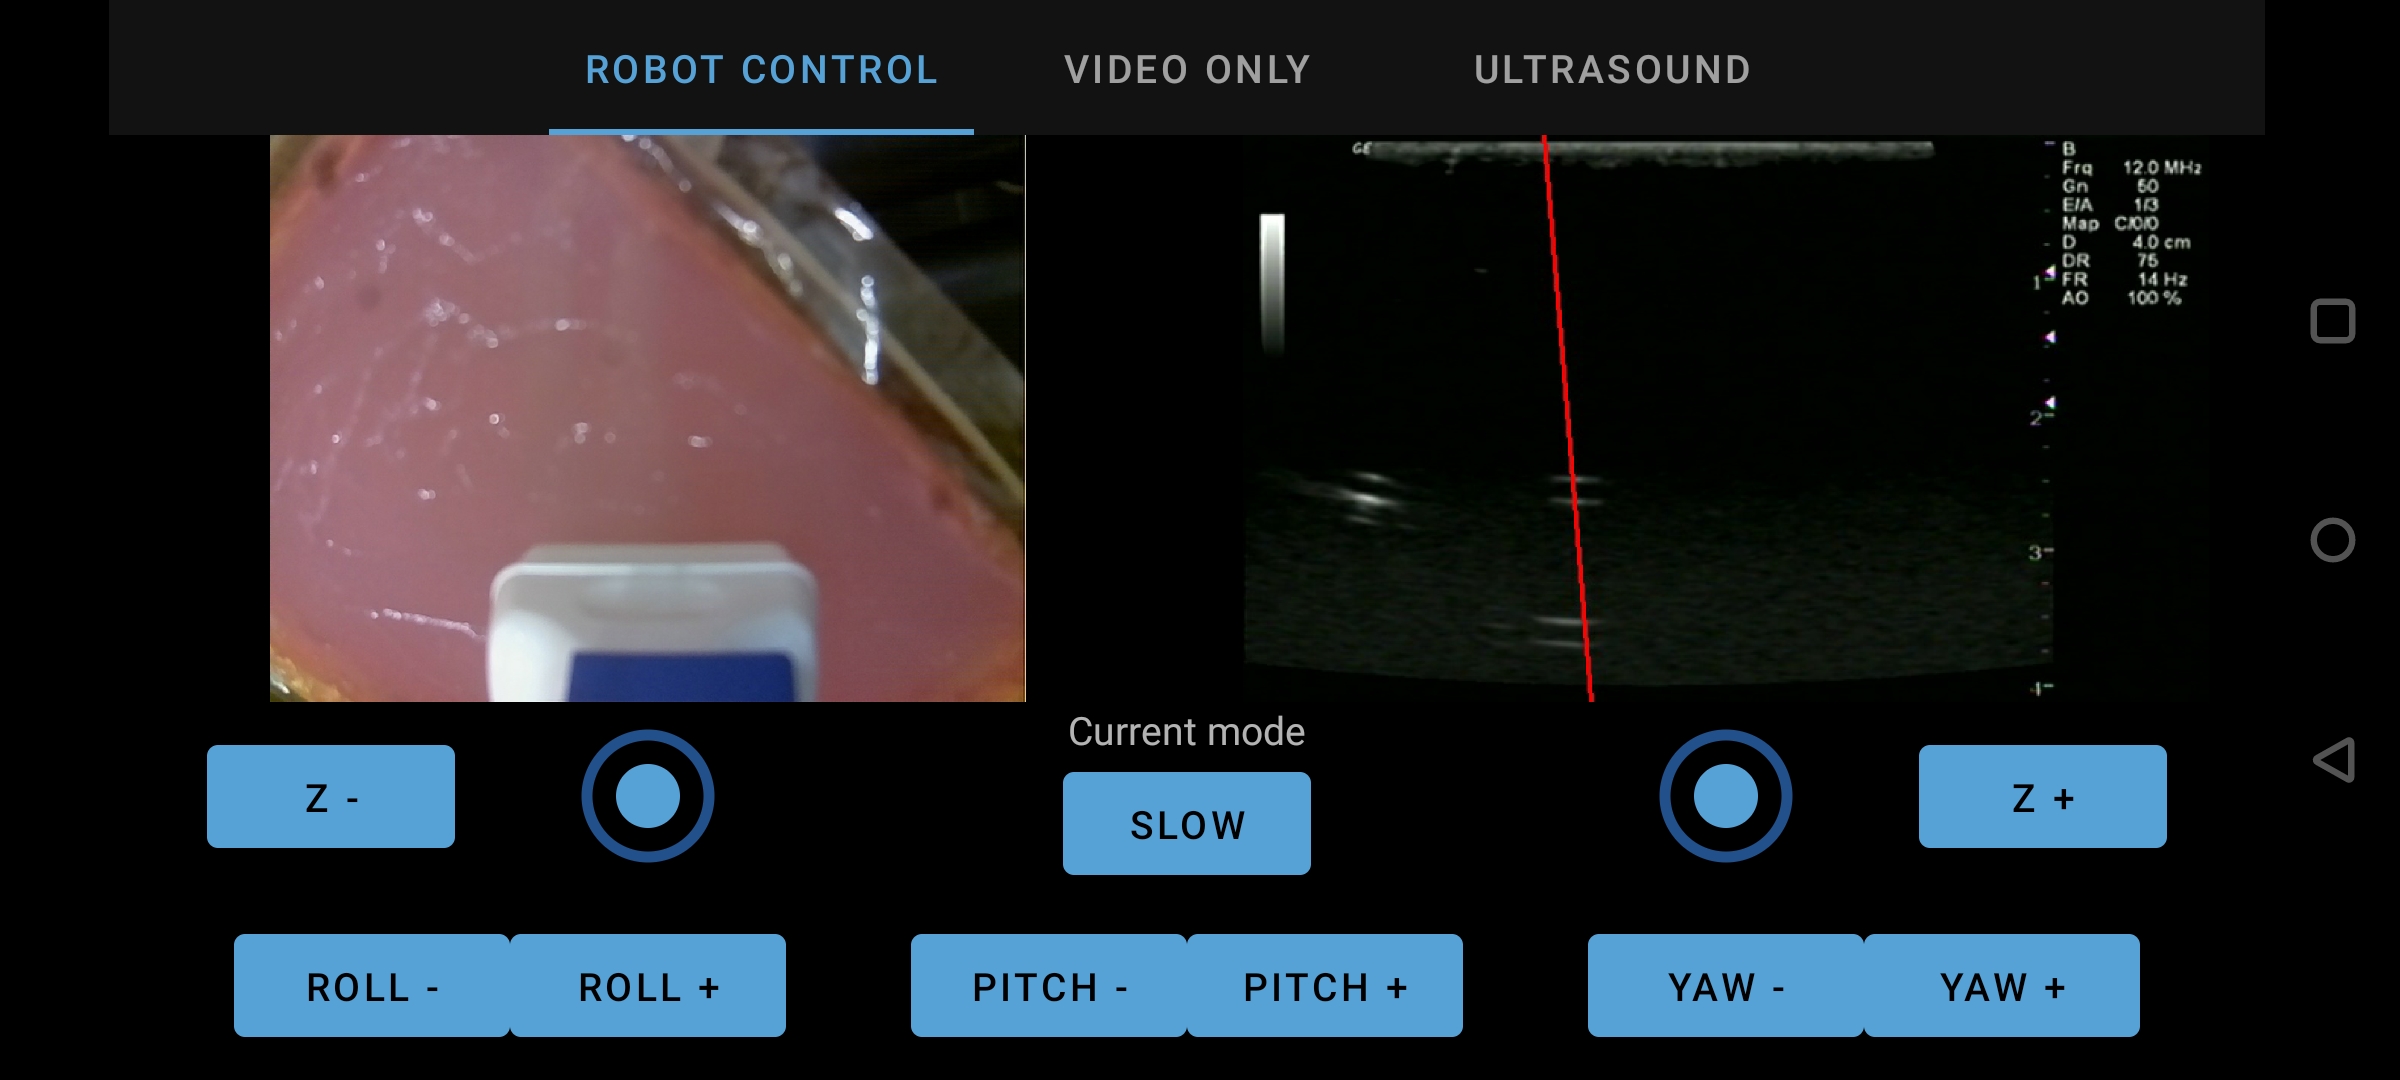 ROBOT CONTROL VIDEO ONLY ULTRASOUND
GE
B
Frq 12.0 MHz
Gn 50
E/A 1/3
Map C/0/0
D 4.0 cm
DR 75
FR 14 Hz
AO 100 %
1
2
3
4
Current mode
Z - SLOW Z +
ROLL - ROLL + PITCH - PITCH + YAW - YAW +